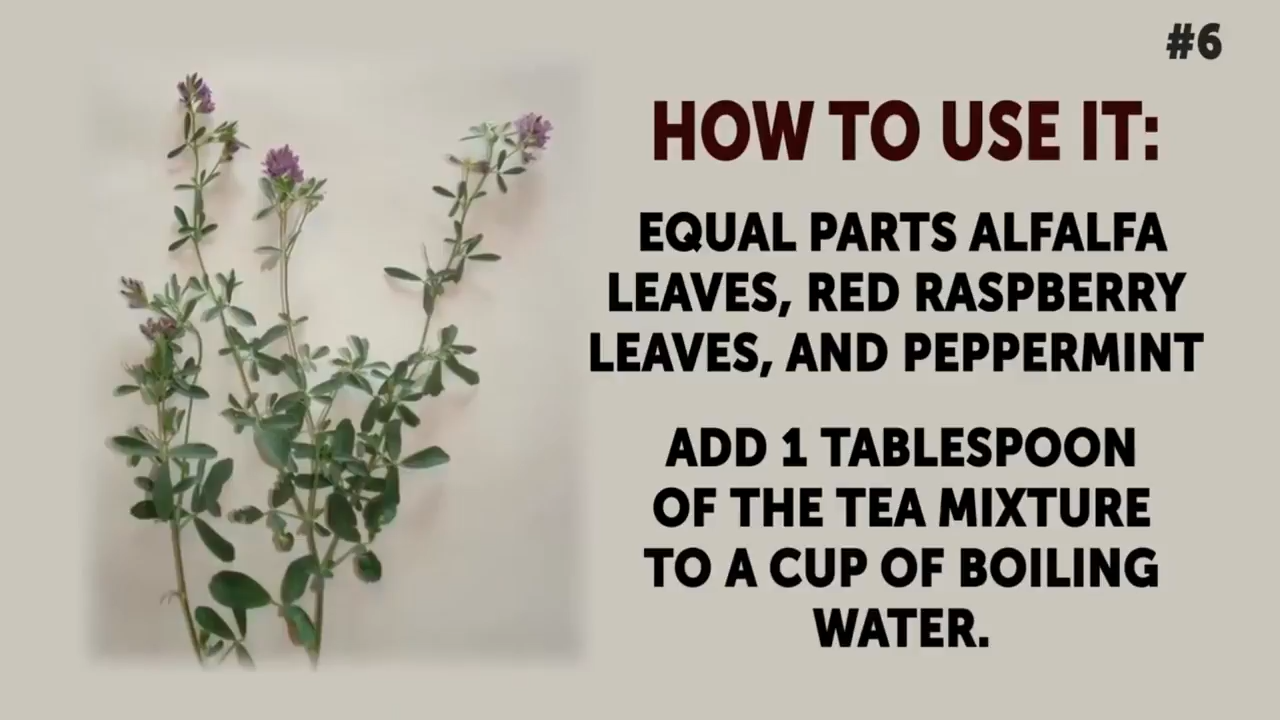 #6
HOW TO USE IT:
EQUAL PARTS ALFALFA
LEAVES, RED RASPBERRY
LEAVES, AND PEPPERMINT
ADD 1 TABLESPOON
OF THE TEA MIXTURE
TO A CUP OF BOILING
WATER.